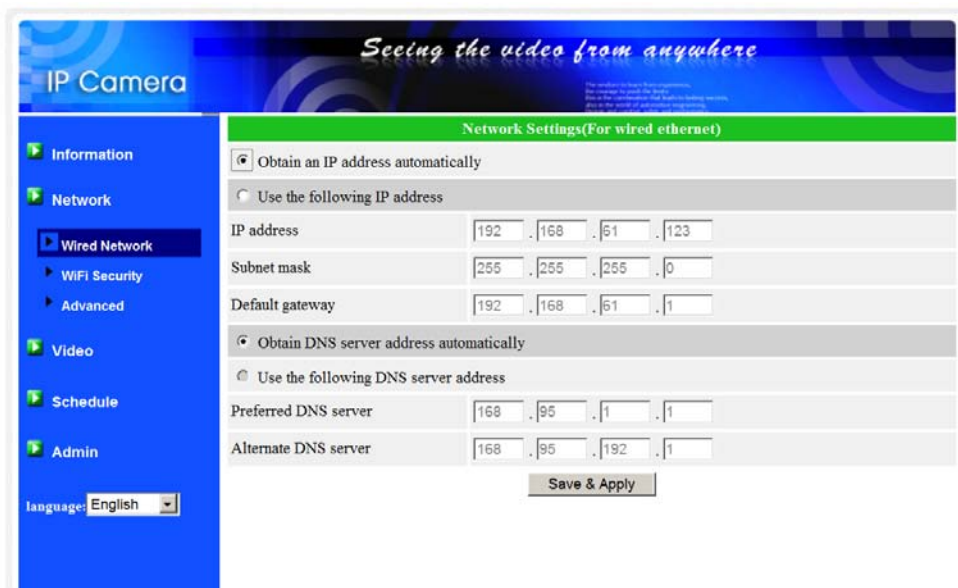 Seeing the video from anywhere
IP Camera
Information
Network
Wired Network
WiFi Security
Advanced
Video
Schedule
Admin
language: English
Network Settings(For wired ethernet)
Obtain an IP address automatically
Use the following IP address
IP address 192 . 168 . 61 . 123
Subnet mask 255 . 255 . 255 . 0
Default gateway 192 . 168 . 61 . 1
Obtain DNS server address automatically
Use the following DNS server address
Preferred DNS server 168 . 95 . 1 . 1
Alternate DNS server 168 . 95 . 192 . 1
Save & Apply